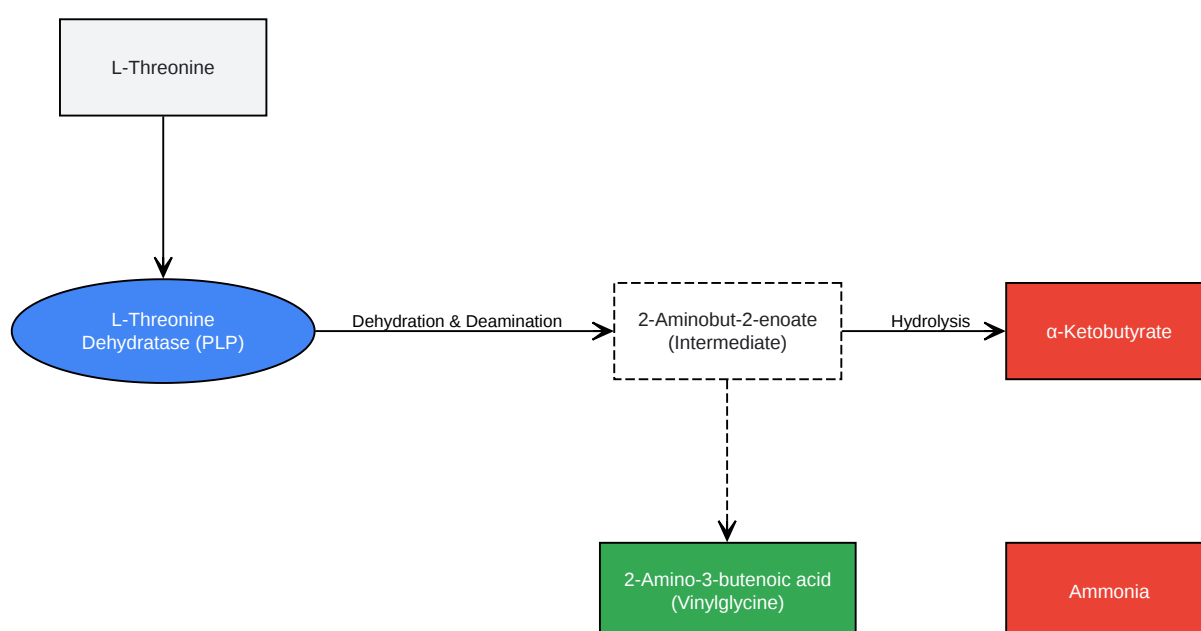 L-Threonine
L-Threonine
Dehydratase (PLP)
Dehydration & Deamination
2-Aminobut-2-enoate
(Intermediate)
Hydrolysis
α-Ketobutyrate
2-Amino-3-butenoic acid
(Vinylglycine)
Ammonia